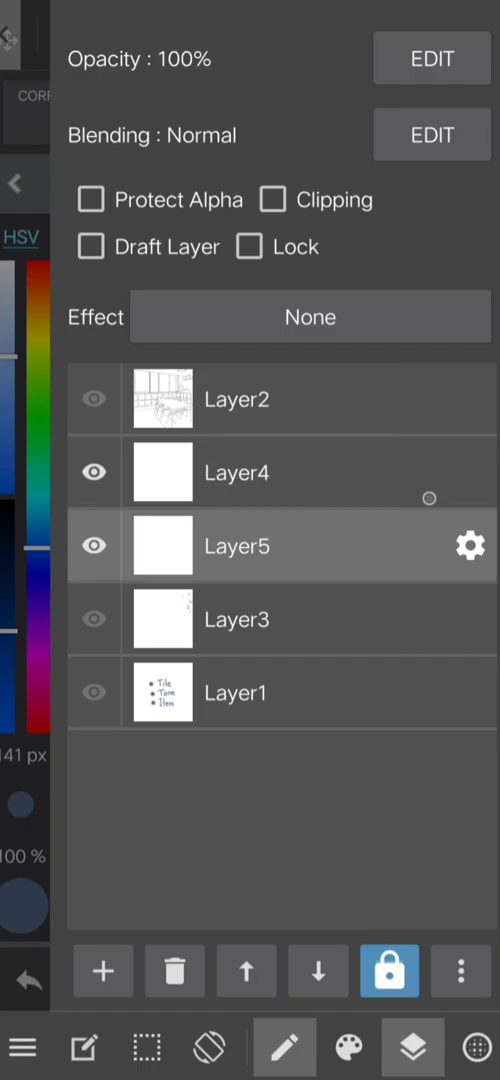 Opacity : 100%
EDIT
CORR
Blending : Normal
EDIT
Protect Alpha
Clipping
HSV
Draft Layer
Lock
Effect
None
Layer2
Layer4
Layer5
Layer3
• Tile
• Tone
• Item
Layer1
141 px
100 %